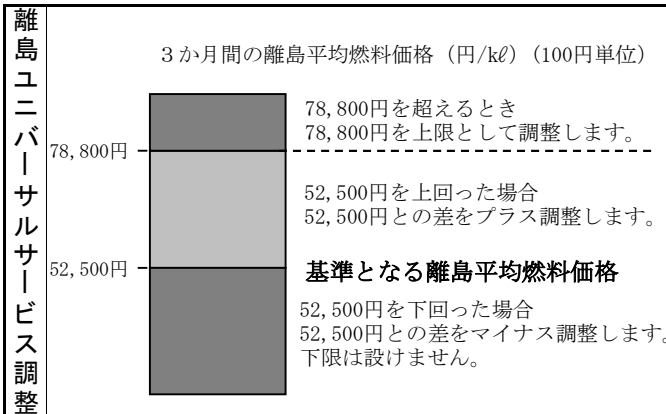 離島ユニバーサルサービス調整
３か月間の離島平均燃料価格（円/kℓ）（100円単位）
78,800円を超えるとき
78,800円を上限として調整します。
78,800円
52,500円を上回った場合
52,500円との差をプラス調整します。
52,500円
基準となる離島平均燃料価格
52,500円を下回った場合
52,500円との差をマイナス調整します。
下限は設けません。